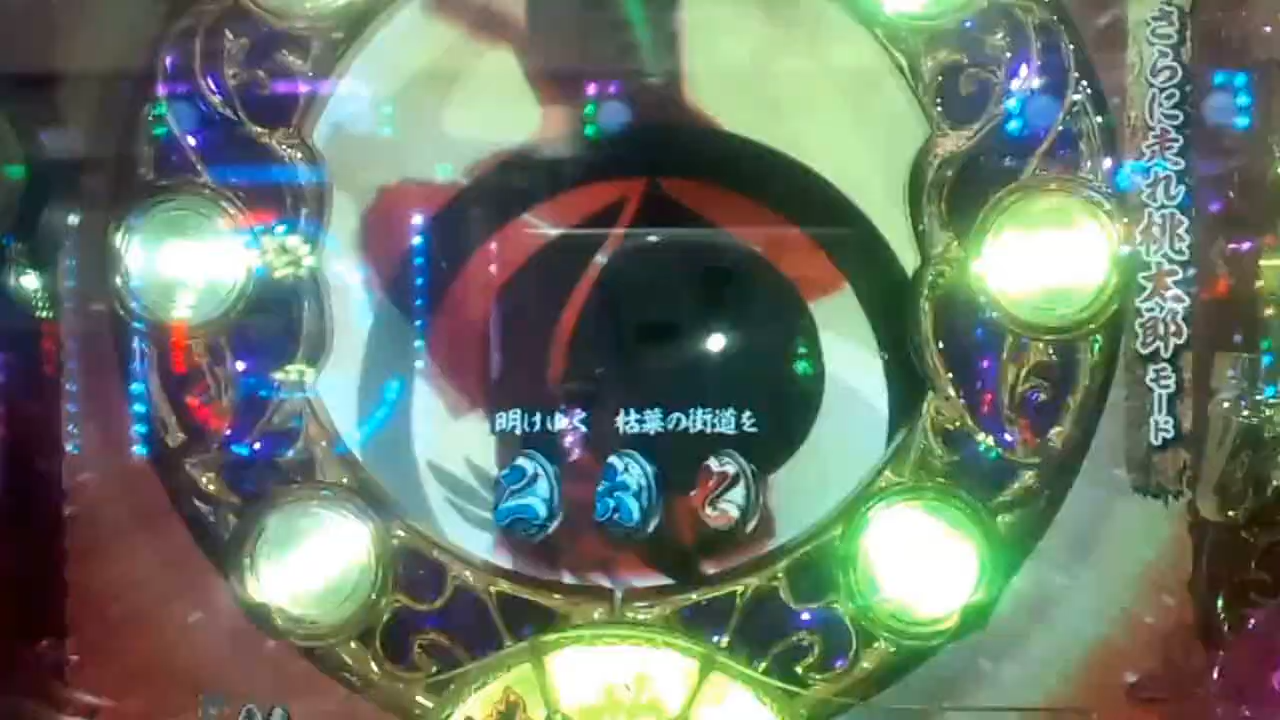 さらに走れ桃太郎モード
明けゆく 枯葉の街道を